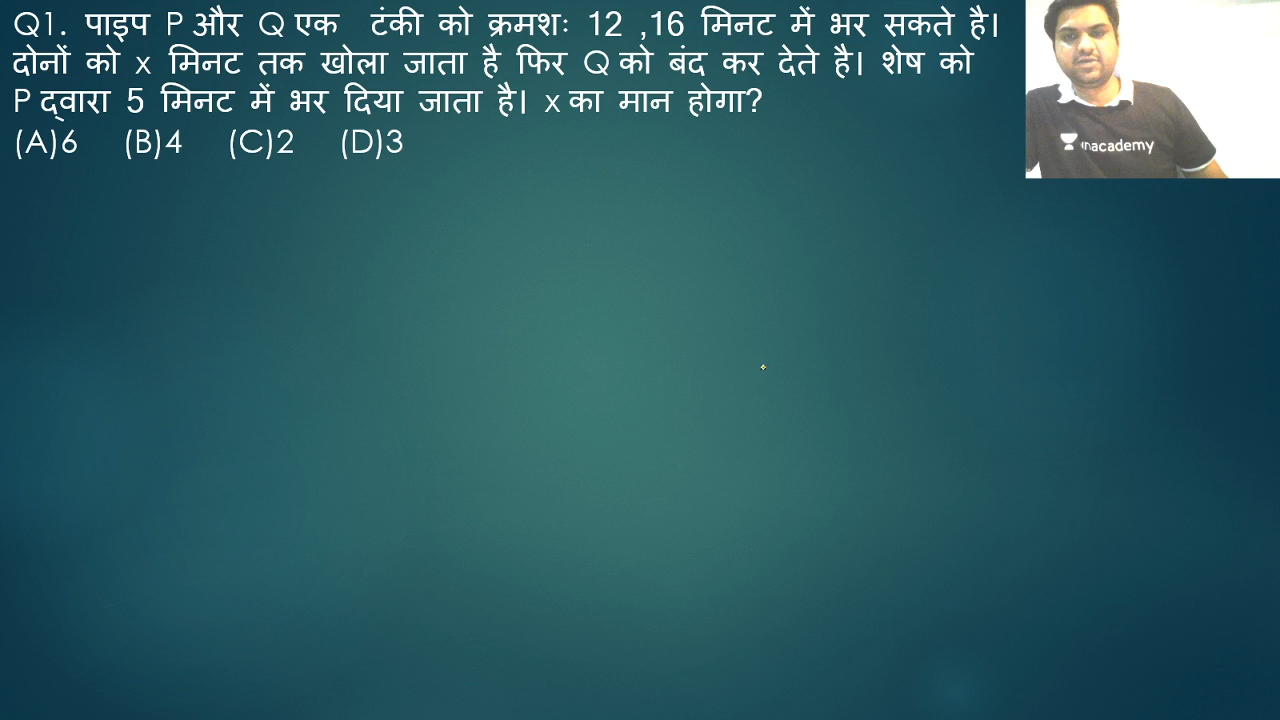 Q1. पाइप P और Q एक टंकी को क्रमशः 12 ,16 मिनट में भर सकते है।
दोनों को x मिनट तक खोला जाता है फिर Q को बंद कर देते है। शेष को
P द्वारा 5 मिनट में भर दिया जाता है। x का मान होगा?
(A)6 (B)4 (C)2 (D)3
unacademy